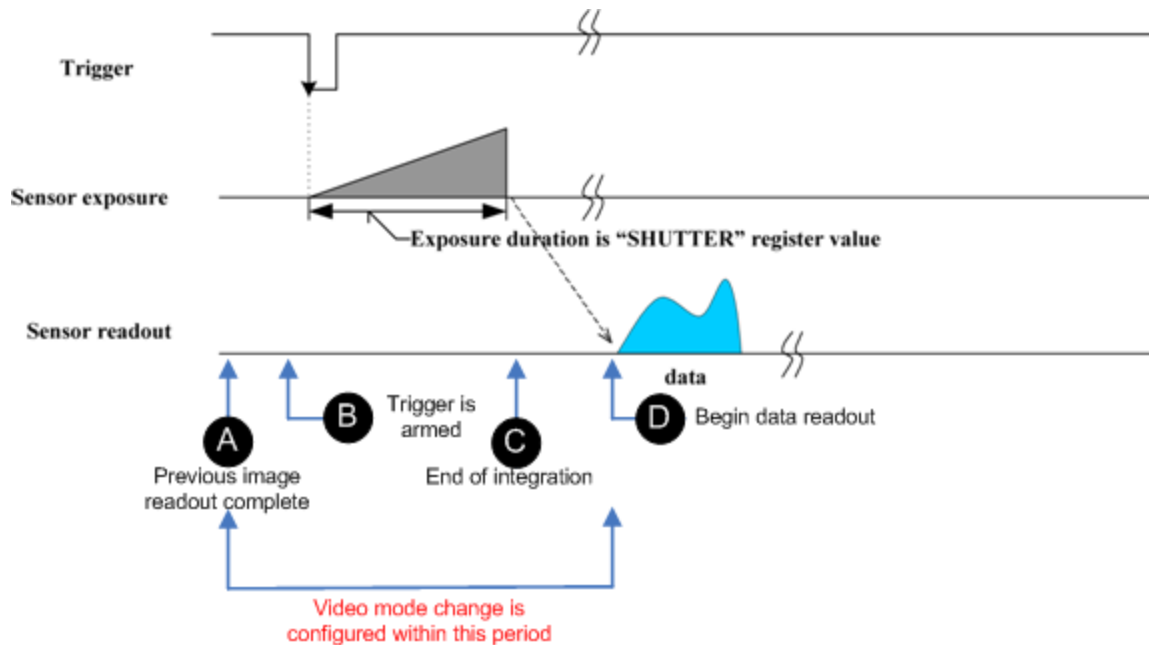 Trigger
Sensor exposure
Exposure duration is “SHUTTER” register value
Sensor readout
data
A
Previous image
readout complete
B
Trigger is
armed
C
End of integration
D
Begin data readout
Video mode change is
configured within this period